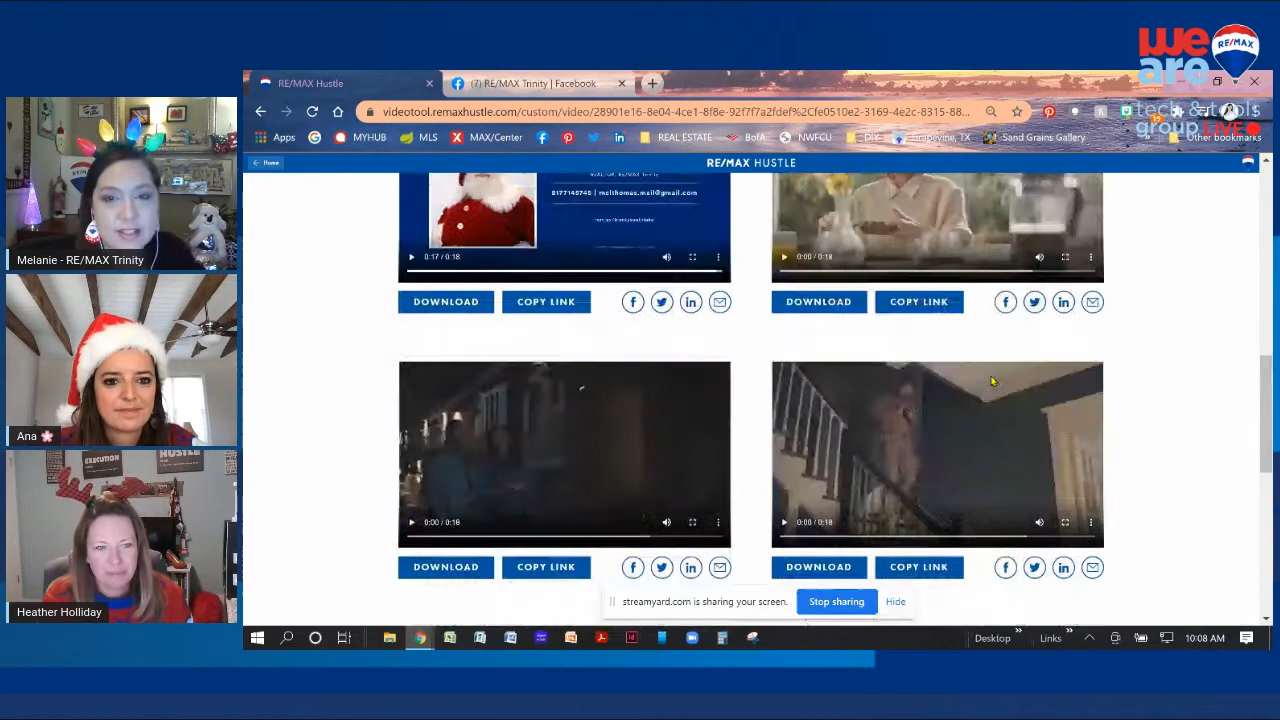 we are
RE/MAX
tech & tools
group LIVE
RE/MAX Hustle
(7) RE/MAX Trinity | Facebook
videotool.remaxhustle.com/custom/video/28901e16-8e04-4ce1-8f8e-92f7f7a2fdef%2Cfe0510e2-3169-4e2c-8315-88...
Apps
MYHUB
MLS
MAX/Center
REAL ESTATE
BofA
NWFCU
DIY
Grapevine, TX
Sand Grains Gallery
Other bookmarks
← Home
RE/MAX HUSTLE
8177148746 | mclthomas.mail@gmail.com
0:17 / 0:18
0:00 / 0:18
DOWNLOAD
COPY LINK
DOWNLOAD
COPY LINK
0:00 / 0:18
0:00 / 0:18
DOWNLOAD
COPY LINK
DOWNLOAD
COPY LINK
streamyard.com is sharing your screen.
Stop sharing
Hide
Desktop
Links
10:08 AM
EXECUTION
HUSTLE
Melanie - RE/MAX Trinity
Ana
Heather Holliday